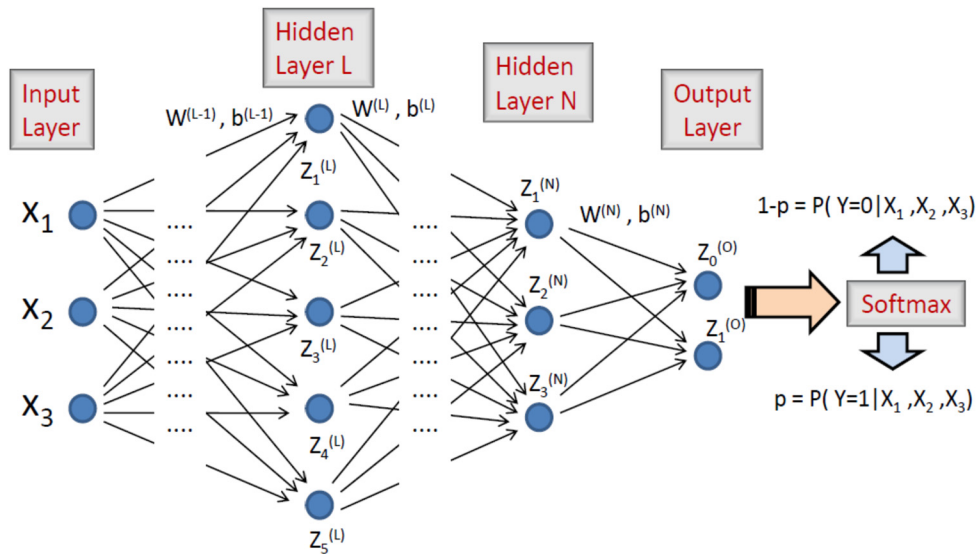 Input
Layer
Hidden
Layer L
Hidden
Layer N
Output
Layer
W(L-1) , b(L-1)
W(L), b(L)
W(N) , b(N)
X1
X2
X3
....
....
....
....
....
Z1(L)
Z2(L)
Z3(L)
Z4(L)
Z5(L)
....
....
....
....
....
Z1(N)
Z2(N)
Z3(N)
Z0(O)
Z1(O)
1-p = P( Y=0|X1 ,X2 ,X3)
Softmax
p = P( Y=1|X1 ,X2 ,X3)